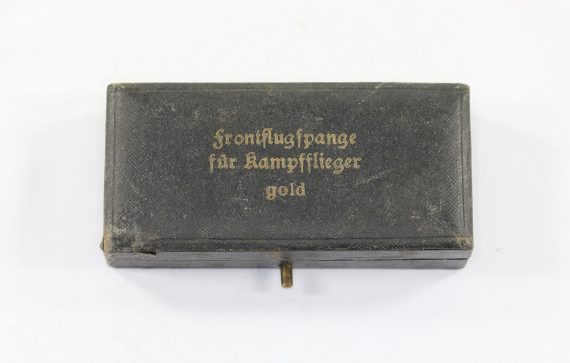 Frontflugspange
für Kampfflieger
gold